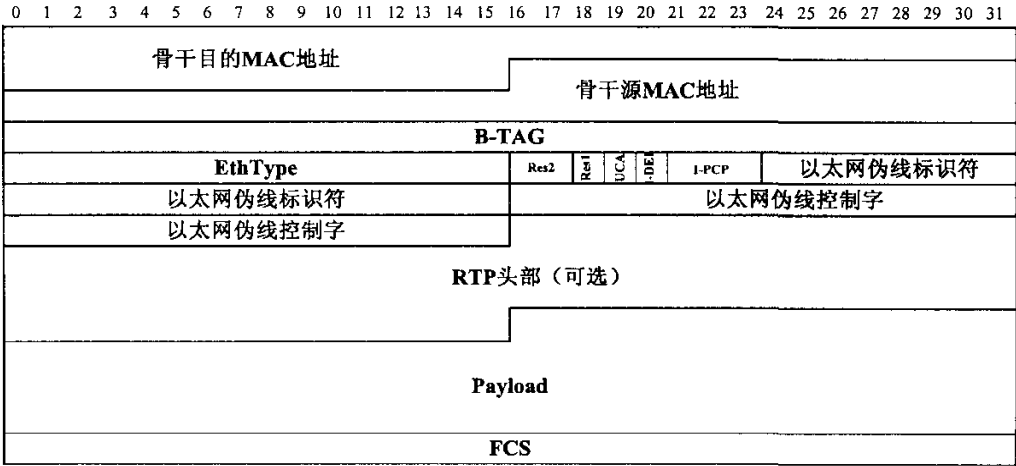 0 1 2 3 4 5 6 7 8 9 10 11 12 13 14 15 16 17 18 19 20 21 22 23 24 25 26 27 28 29 30 31
骨干目的MAC地址
骨干源MAC地址
B-TAG
EthType Res2 Res1 UCA I-DEI I-PCP 以太网伪线标识符
以太网伪线标识符 以太网伪线控制字
以太网伪线控制字
RTP头部（可选）
Payload
FCS